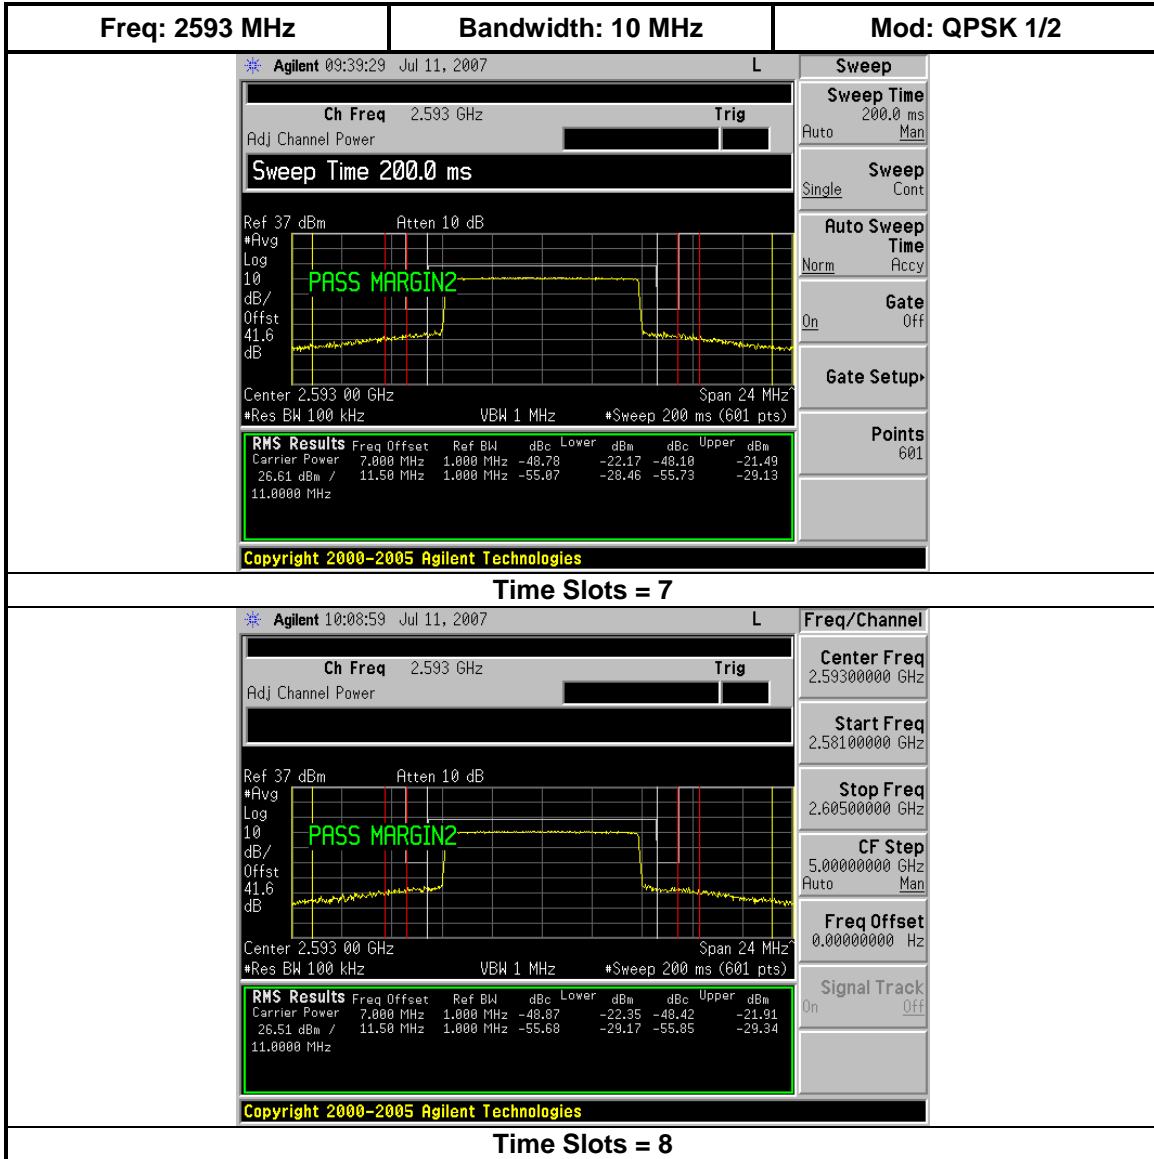 Freq: 2593 MHz Bandwidth: 10 MHz Mod: QPSK 1/2
Agilent 09:39:29 Jul 11, 2007 L Sweep
Ch Freq 2.593 GHz Trig
Adj Channel Power
Sweep Time 200.0 ms
Ref 37 dBm Atten 10 dB
#Avg
Log
10
dB/
Offst
41.6
dB
PASS MARGIN2
Center 2.593 00 GHz Span 24 MHz^
#Res BW 100 kHz VBW 1 MHz #Sweep 200 ms (601 pts)
RMS Results Freq Offset Ref BW dBc Lower dBm dBc Upper dBm
Carrier Power 7.000 MHz 1.000 MHz -48.78 -22.17 -48.10 -21.49
26.61 dBm / 11.50 MHz 1.000 MHz -55.07 -28.46 -55.73 -29.13
11.0000 MHz
Copyright 2000-2005 Agilent Technologies
Sweep Time
200.0 ms
Auto Man
Sweep
Single Cont
Auto Sweep
Time
Norm Accy
Gate
On Off
Gate Setup
Points
601
Time Slots = 7
Agilent 10:08:59 Jul 11, 2007 L Freq/Channel
Ch Freq 2.593 GHz Trig
Adj Channel Power
Ref 37 dBm Atten 10 dB
#Avg
Log
10
dB/
Offst
41.6
dB
PASS MARGIN2
Center 2.593 00 GHz Span 24 MHz^
#Res BW 100 kHz VBW 1 MHz #Sweep 200 ms (601 pts)
RMS Results Freq Offset Ref BW dBc Lower dBm dBc Upper dBm
Carrier Power 7.000 MHz 1.000 MHz -48.87 -22.35 -48.42 -21.91
26.51 dBm / 11.50 MHz 1.000 MHz -55.68 -29.17 -55.85 -29.34
11.0000 MHz
Copyright 2000-2005 Agilent Technologies
Center Freq
2.59300000 GHz
Start Freq
2.58100000 GHz
Stop Freq
2.60500000 GHz
CF Step
5.00000000 GHz
Auto Man
Freq Offset
0.00000000 Hz
Signal Track
On Off
Time Slots = 8